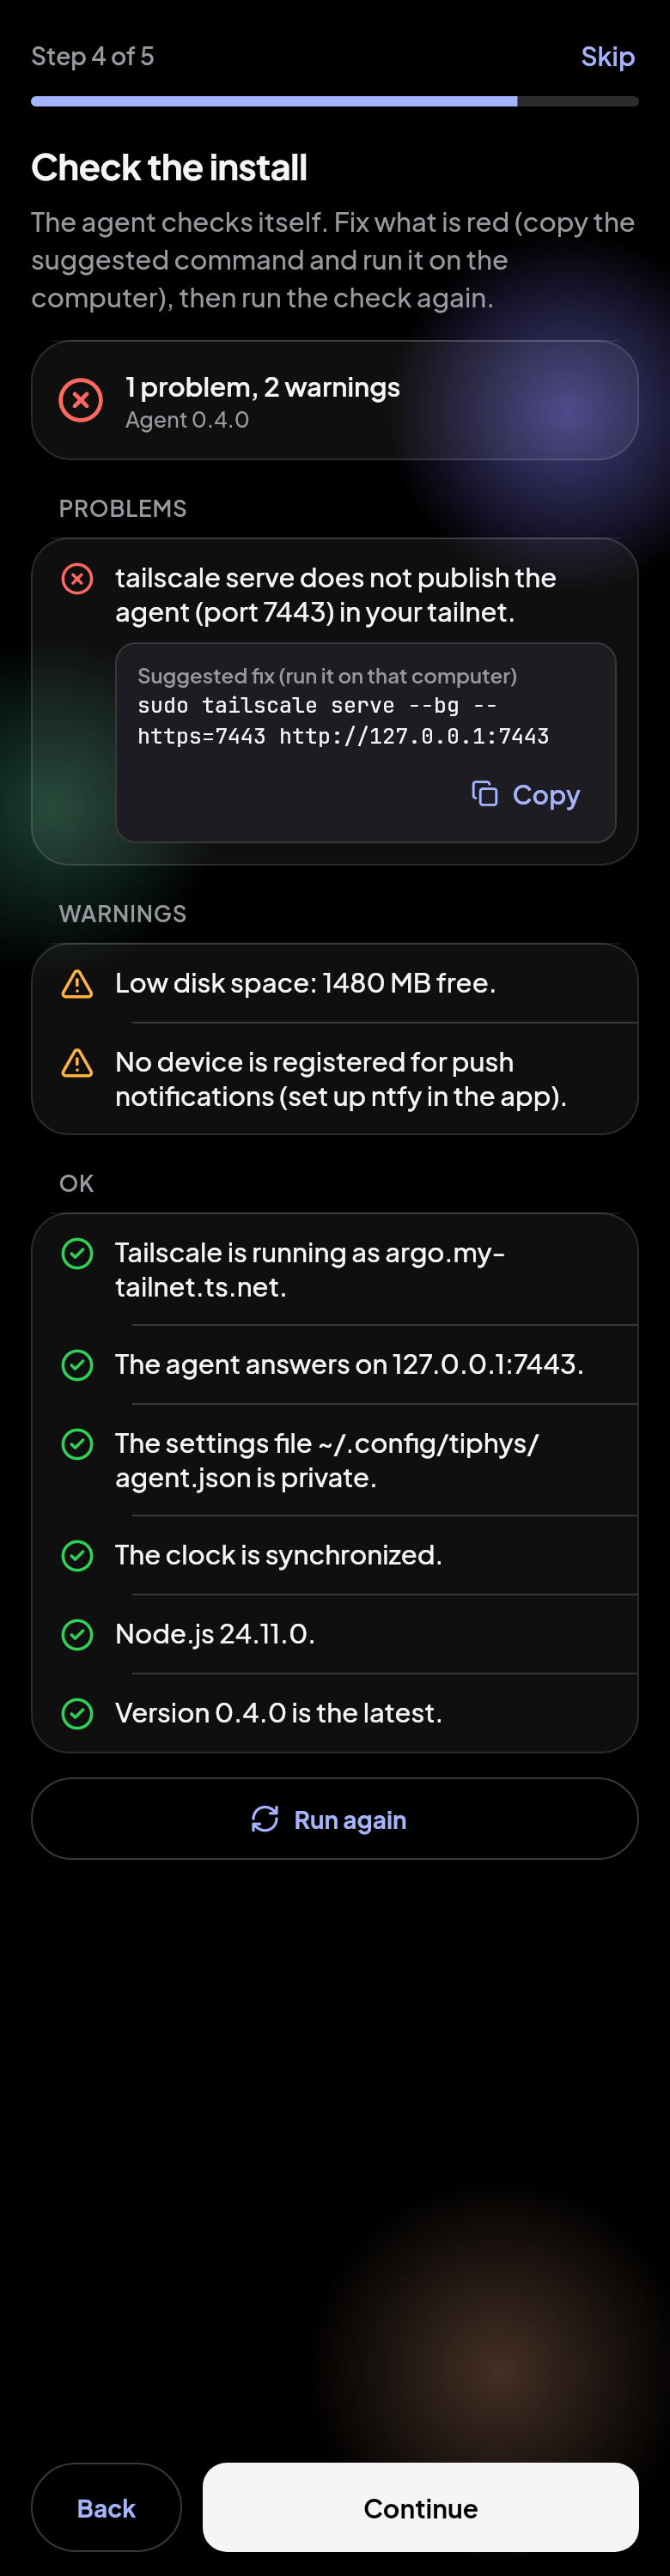 Step 4 of 5
Skip
Check the install
The agent checks itself. Fix what is red (copy the
suggested command and run it on the
computer), then run the check again.
1 problem, 2 warnings
Agent 0.4.0
PROBLEMS
tailscale serve does not publish the
agent (port 7443) in your tailnet.
Suggested fix (run it on that computer)
sudo tailscale serve --bg --
https=7443 http://127.0.0.1:7443
Copy
WARNINGS
Low disk space: 1480 MB free.
No device is registered for push
notifications (set up ntfy in the app).
OK
Tailscale is running as argo.my-
tailnet.ts.net.
The agent answers on 127.0.0.1:7443.
The settings file ~/.config/tiphys/
agent.json is private.
The clock is synchronized.
Node.js 24.11.0.
Version 0.4.0 is the latest.
Run again
Back
Continue